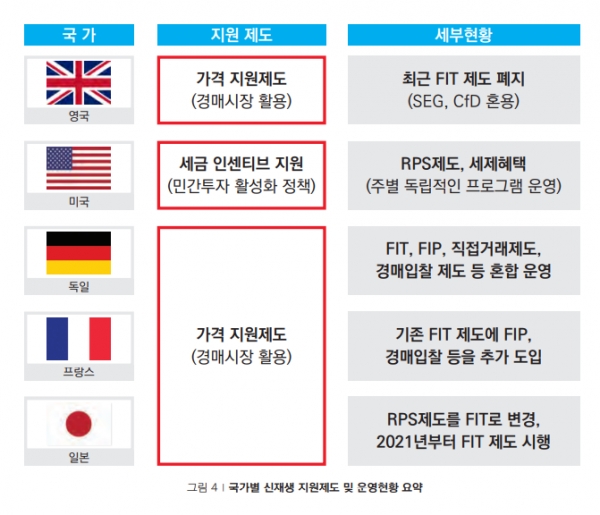 국 가
지원 제도
세부현황
영국
가격 지원제도
(경매시장 활용)
최근 FIT 제도 폐지
(SEG, CfD 혼용)
미국
세금 인센티브 지원
(민간투자 활성화 정책)
RPS제도, 세제혜택
(주별 독립적인 프로그램 운영)
독일
FIT, FIP, 직접거래제도,
경매입찰 제도 등 혼합 운영
가격 지원제도
(경매시장 활용)
프랑스
기존 FIT 제도에 FIP,
경매입찰 등을 추가 도입
일본
RPS제도를 FIT로 변경,
2021년부터 FIT 제도 시행
그림 4 | 국가별 신재생 지원제도 및 운영현황 요약